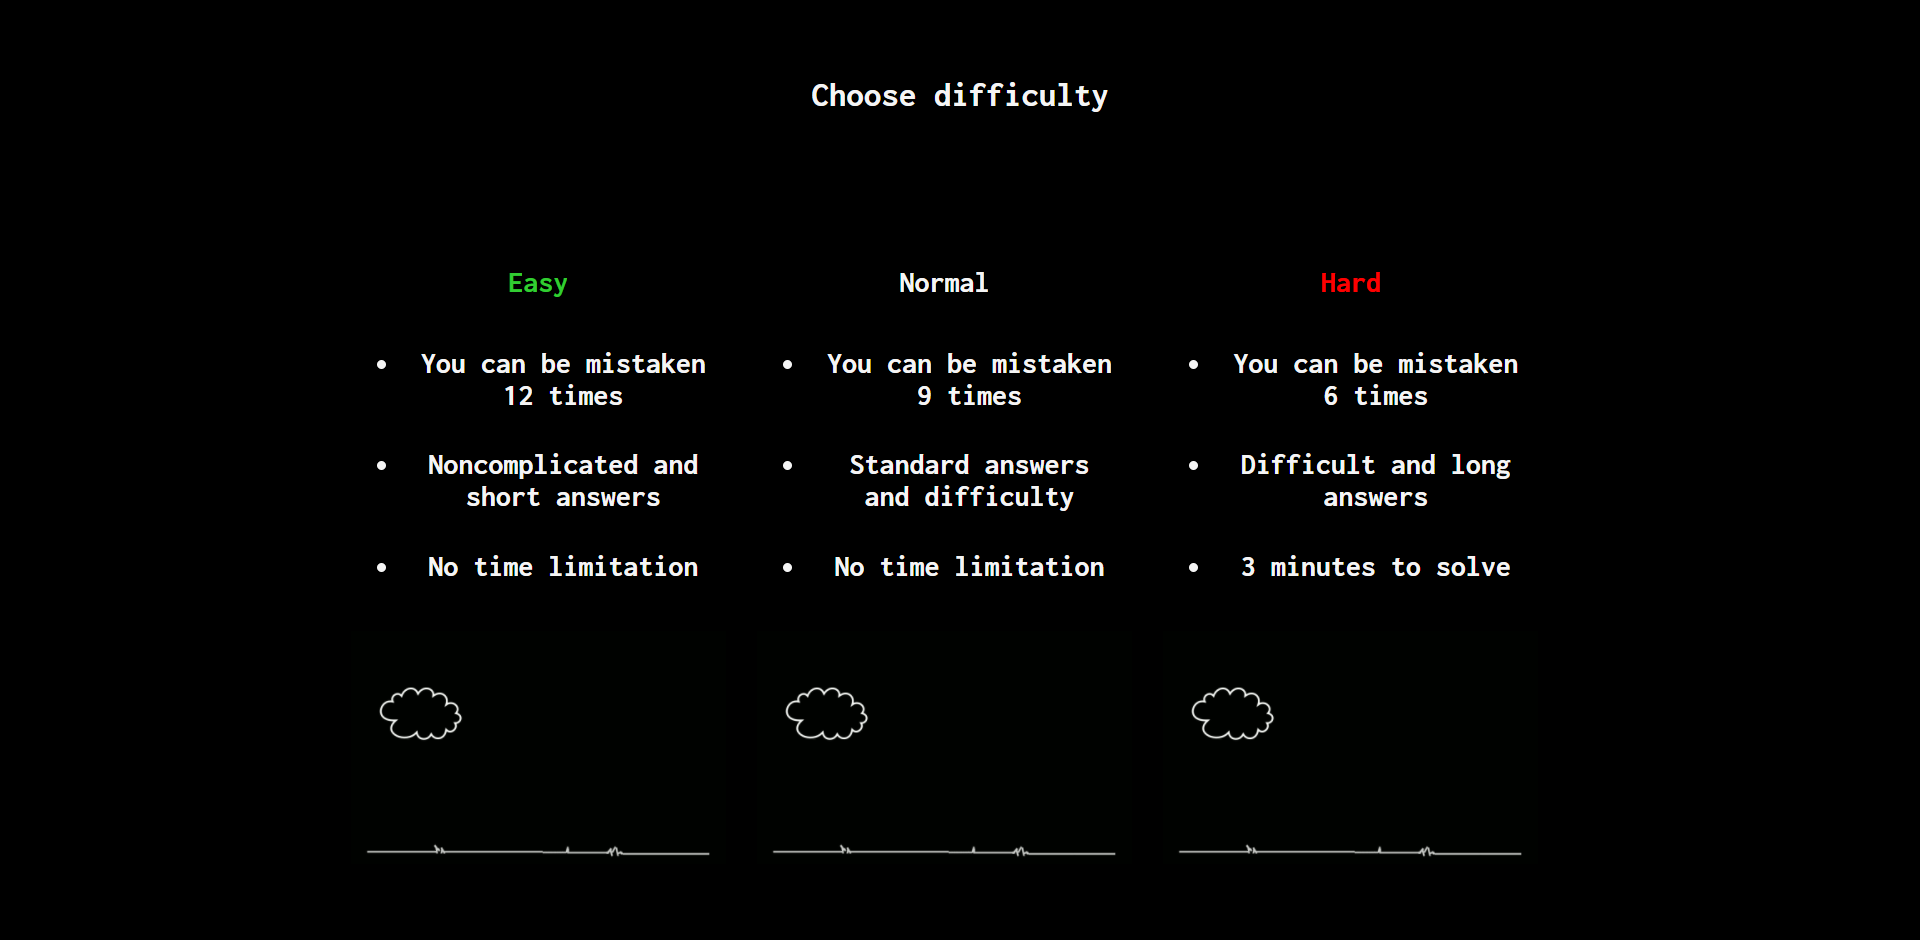 Choose difficulty
Easy
You can be mistaken
12 times
Noncomplicated and
short answers
No time limitation
Normal
You can be mistaken
9 times
Standard answers
and difficulty
No time limitation
Hard
You can be mistaken
6 times
Difficult and long
answers
3 minutes to solve